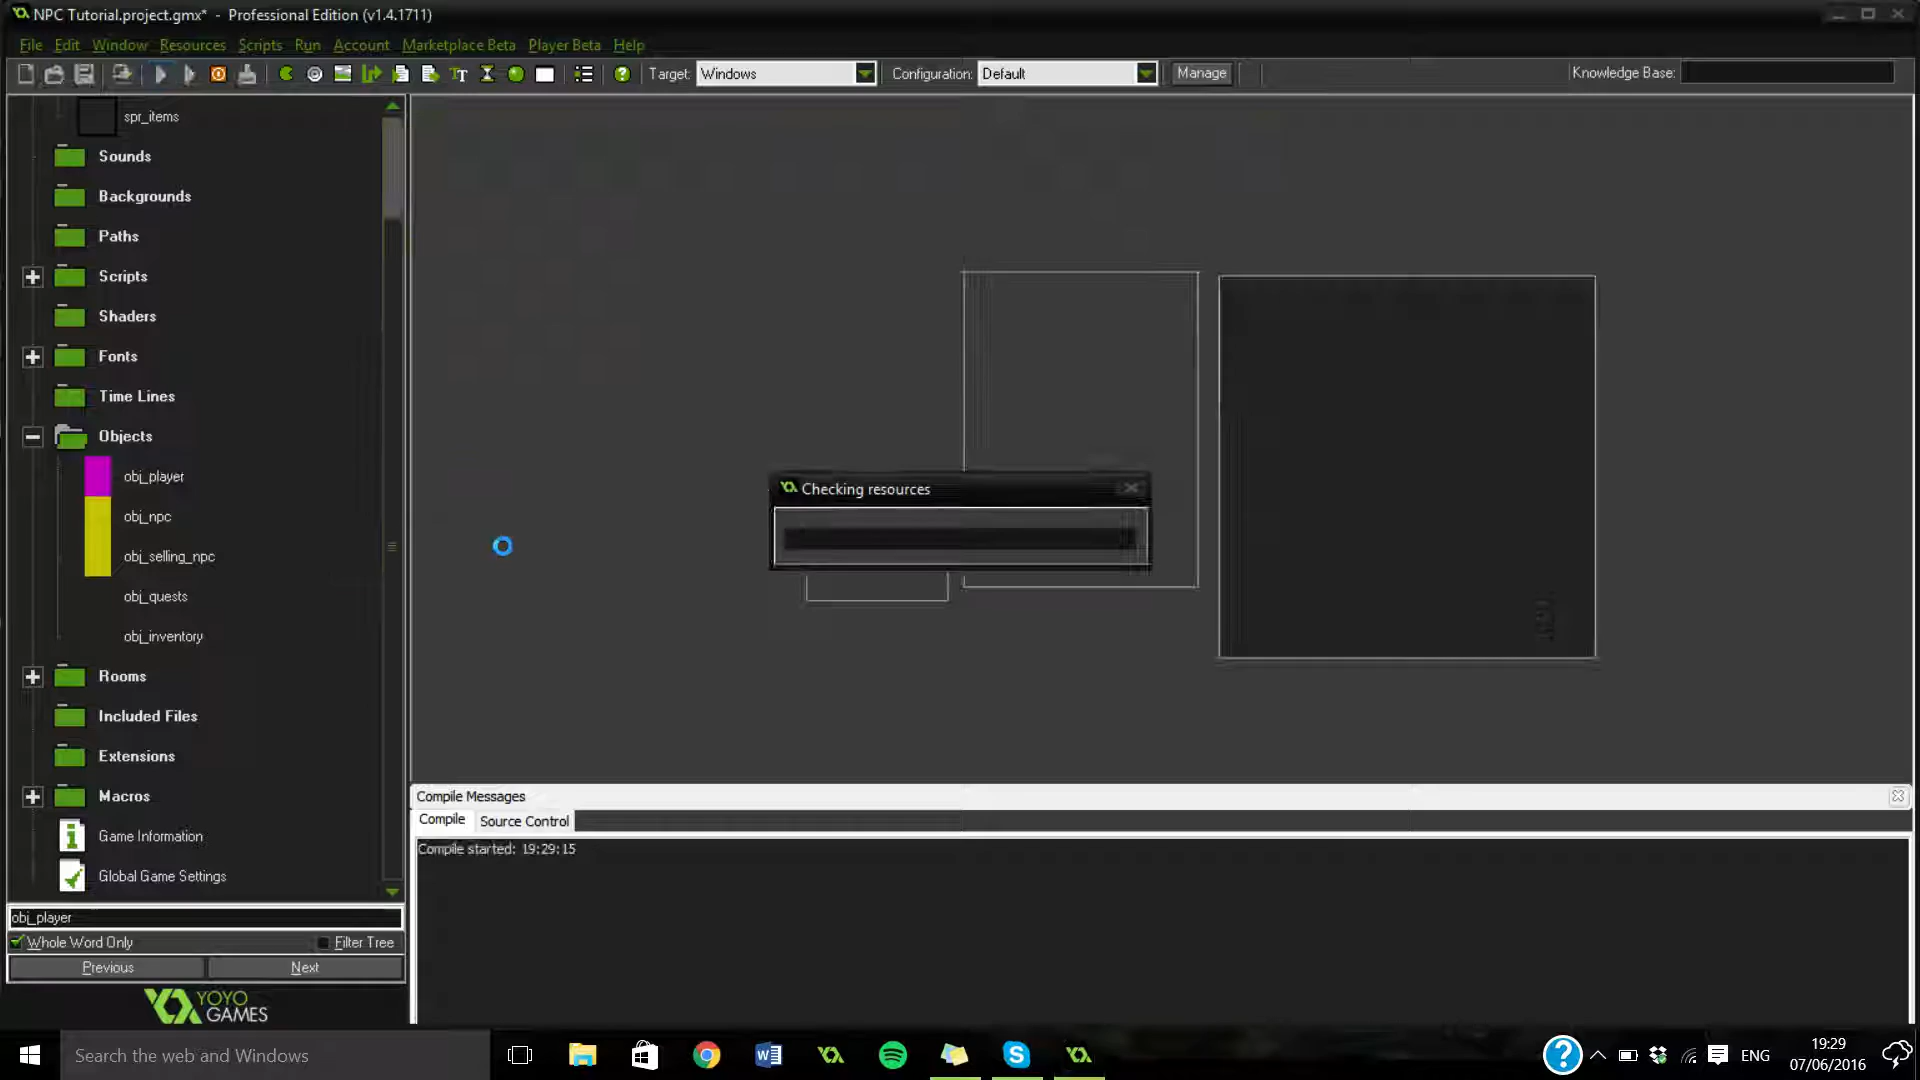 NPC Tutorial.project.gmx* - Professional Edition (v1.4.1711)
File Edit Window Resources Scripts Run Account Marketplace Beta Player Beta Help
Target: Windows Configuration: Default Manage Knowledge Base:
spr_items
Sounds
Backgrounds
Paths
Scripts
Shaders
Fonts
Time Lines
Objects
obj_player
obj_npc
obj_selling_npc
obj_quests
obj_inventory
Rooms
Included Files
Extensions
Macros
Game Information
Global Game Settings
obj_player
Whole Word Only Filter Tree
Previous Next
YOYO
GAMES
Checking resources
Compile Messages
Compile Source Control
Compile started: 19:29:15
Search the web and Windows
ENG
19:29
07/06/2016